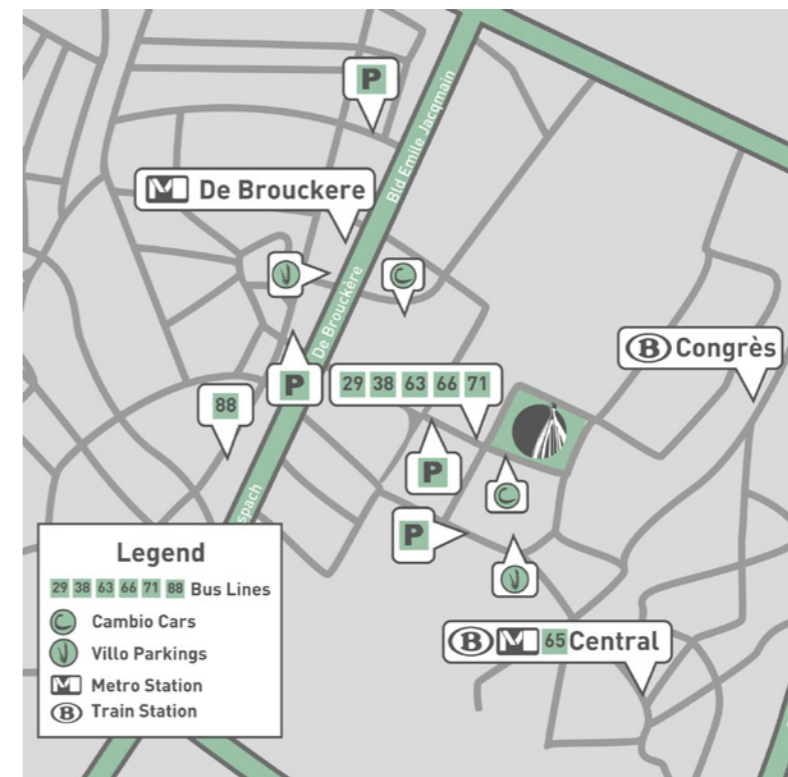 P
Bld Emile Jacqmain
M De Brouckere
De Brouckère
B Congrès
P
29 38 63 66 71
88
P
P
spach
B M 65 Central
Legend
29 38 63 66 71 88 Bus Lines
Cambio Cars
Villo Parkings
M Metro Station
B Train Station